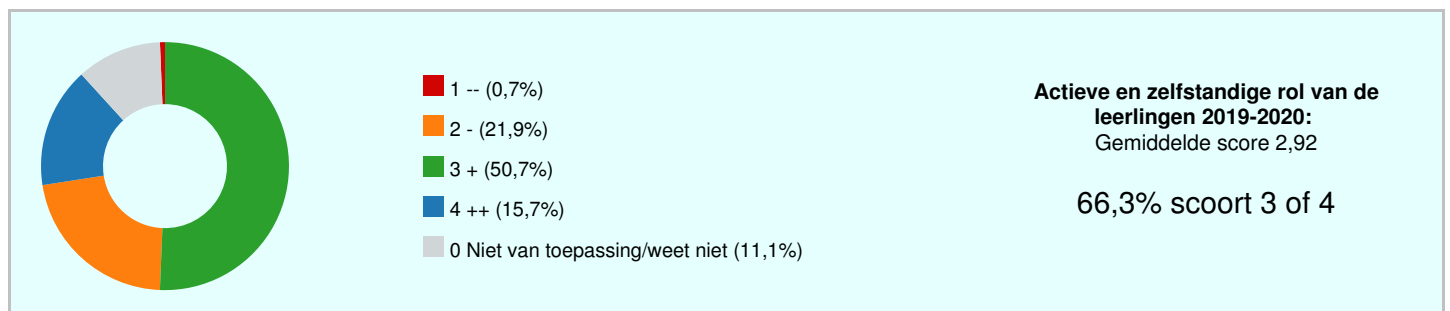 1 -- (0,7%)
2 - (21,9%)
3 + (50,7%)
4 ++ (15,7%)
0 Niet van toepassing/weet niet (11,1%)
Actieve en zelfstandige rol van de
leerlingen 2019-2020:
Gemiddelde score 2,92
66,3% scoort 3 of 4